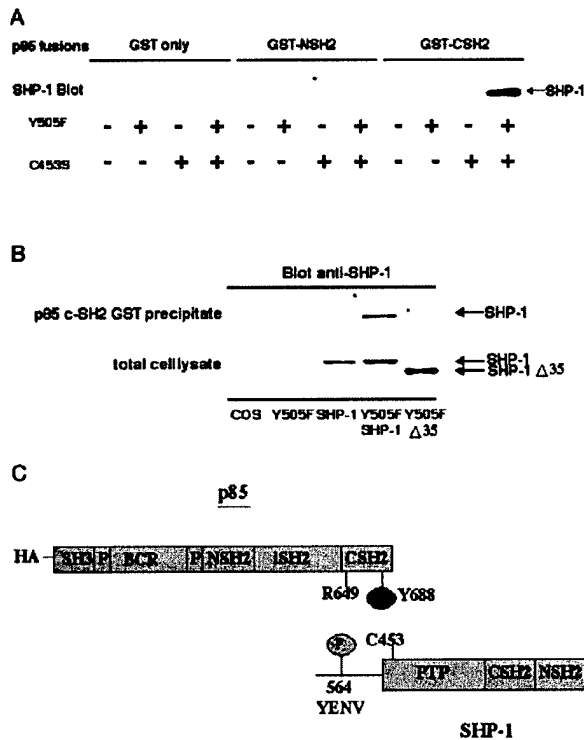 A
p85 fusions GST only GST-NSH2 GST-CSH2
SHP-1 Blot SHP-1
Y505F - + - + - + - + - + - +
C453S - - + + - - + + - - + +
B
Blot anti-SHP-1
p85 c-SH2 GST precipitate SHP-1
total cell lysate SHP-1
SHP-1 Δ35
COS Y505F SHP-1 Y505F Y505F
SHP-1 Δ35
C
p85
HA SH3 P BCR P NSH2 ISH2 CSH2
R649 Y688
P C453
PTP CSH2 NSH2
564
YENV
SHP-1